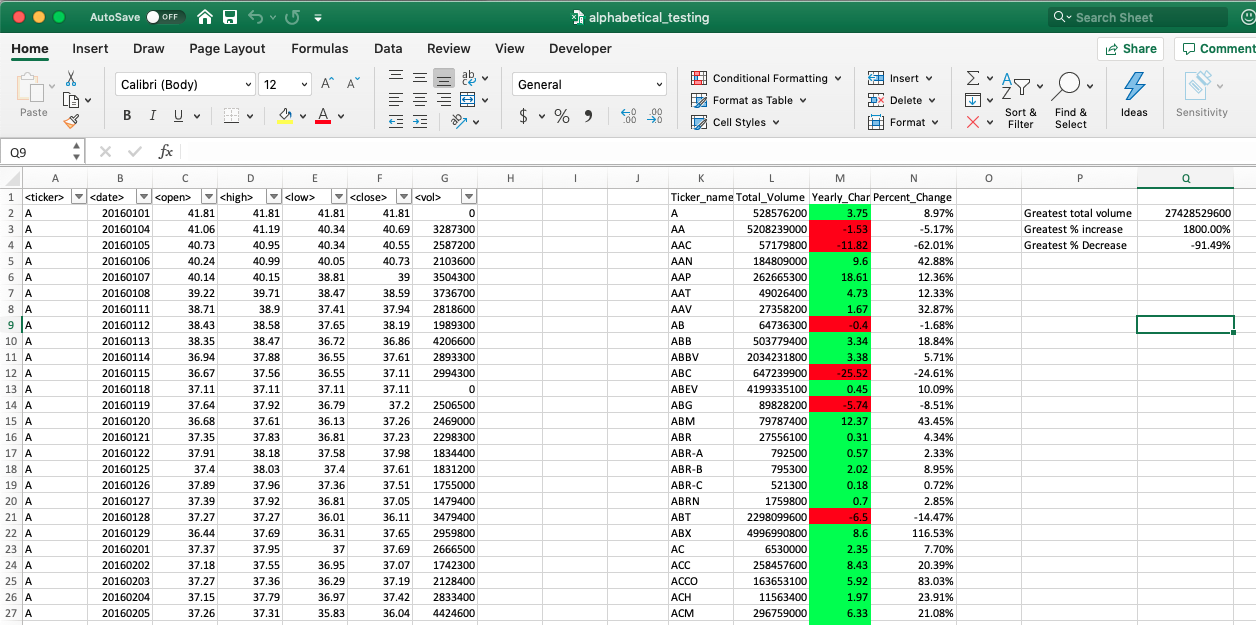 AutoSave OFF alphabetical_testing Search Sheet
Home Insert Draw Page Layout Formulas Data Review View Developer Share Comment
Paste Calibri (Body) 12 A A ab General Conditional Formatting Insert
B I U A $ % Format as Table Delete Sort & Filter Find & Select Ideas Sensitivity
Cell Styles Format
Q9 fx
A B C D E F G H I J K L M N O P Q
1 <ticker> <date> <open> <high> <low> <close> <vol> Ticker_name Total_Volume Yearly_Char Percent_Change
2 A 20160101 41.81 41.81 41.81 41.81 0 A 528576200 3.75 8.97% Greatest total volume 27428529600
3 A 20160104 41.06 41.19 40.34 40.69 3287300 AA 5208239000 -1.53 -5.17% Greatest % increase 1800.00%
4 A 20160105 40.73 40.95 40.34 40.55 2587200 AAC 57179800 -11.82 -62.01% Greatest % Decrease -91.49%
5 A 20160106 40.24 40.99 40.05 40.73 2103600 AAN 184809000 9.6 42.88%
6 A 20160107 40.14 40.15 38.81 39 3504300 AAP 262665300 18.61 12.36%
7 A 20160108 39.22 39.71 38.47 38.59 3736700 AAT 49026400 4.73 12.33%
8 A 20160111 38.71 38.9 37.41 37.94 2818600 AAV 27358200 1.67 32.87%
9 A 20160112 38.43 38.58 37.65 38.19 1989300 AB 64736300 -0.4 -1.68%
10 A 20160113 38.35 38.47 36.72 36.86 4206600 ABB 503779400 3.34 18.84%
11 A 20160114 36.94 37.88 36.55 37.61 2893300 ABBV 2034231800 3.38 5.71%
12 A 20160115 36.67 37.56 36.55 37.11 2994300 ABC 647239900 -25.52 -24.61%
13 A 20160118 37.11 37.11 37.11 37.11 0 ABEV 4199335100 0.45 10.09%
14 A 20160119 37.64 37.92 36.79 37.2 2506500 ABG 89828200 -5.74 -8.51%
15 A 20160120 36.68 37.61 36.13 37.26 2469000 ABM 79787400 12.37 43.45%
16 A 20160121 37.35 37.83 36.81 37.23 2298300 ABR 27556100 0.31 4.34%
17 A 20160122 37.91 38.18 37.58 37.98 1834400 ABR-A 792500 0.57 2.33%
18 A 20160125 37.4 38.03 37.4 37.61 1831200 ABR-B 795300 2.02 8.95%
19 A 20160126 37.89 37.96 37.36 37.51 1755000 ABR-C 521300 0.18 0.72%
20 A 20160127 37.39 37.92 36.81 37.05 1479400 ABRN 1759800 0.7 2.85%
21 A 20160128 37.27 37.27 36.01 36.11 3479400 ABT 2298099600 -6.5 -14.47%
22 A 20160129 36.44 37.69 36.31 37.65 2959800 ABX 4996990800 8.6 116.53%
23 A 20160201 37.37 37.95 37 37.69 2666500 AC 6530000 2.35 7.70%
24 A 20160202 37.18 37.55 36.95 37.07 1742300 ACC 258457600 8.43 20.39%
25 A 20160203 37.27 37.36 36.29 37.19 2128400 ACCO 163653100 5.92 83.03%
26 A 20160204 37.15 37.79 36.97 37.42 2833400 ACH 11563400 1.97 23.91%
27 A 20160205 37.26 37.31 35.83 36.04 4424600 ACM 296759000 6.33 21.08%